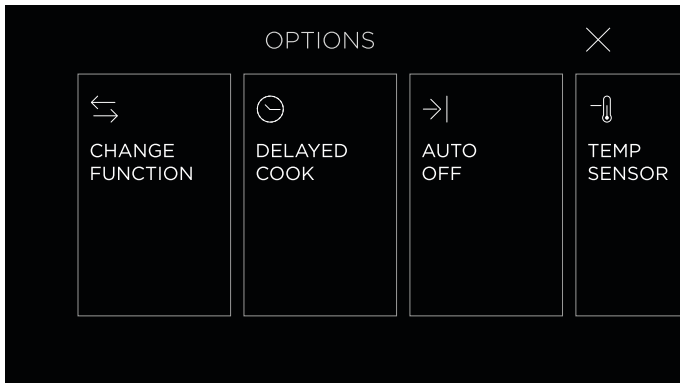 OPTIONS
CHANGE
FUNCTION
DELAYED
COOK
AUTO
OFF
TEMP
SENSOR